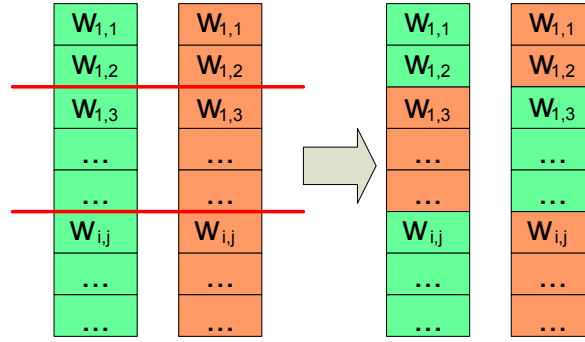 W1,1 W1,1 W1,1 W1,1
W1,2 W1,2 W1,2 W1,2
W1,3 W1,3 W1,3 W1,3
... ... ... ...
... ... ... ...
Wi,j Wi,j Wi,j Wi,j
... ... ... ...
... ... ... ...